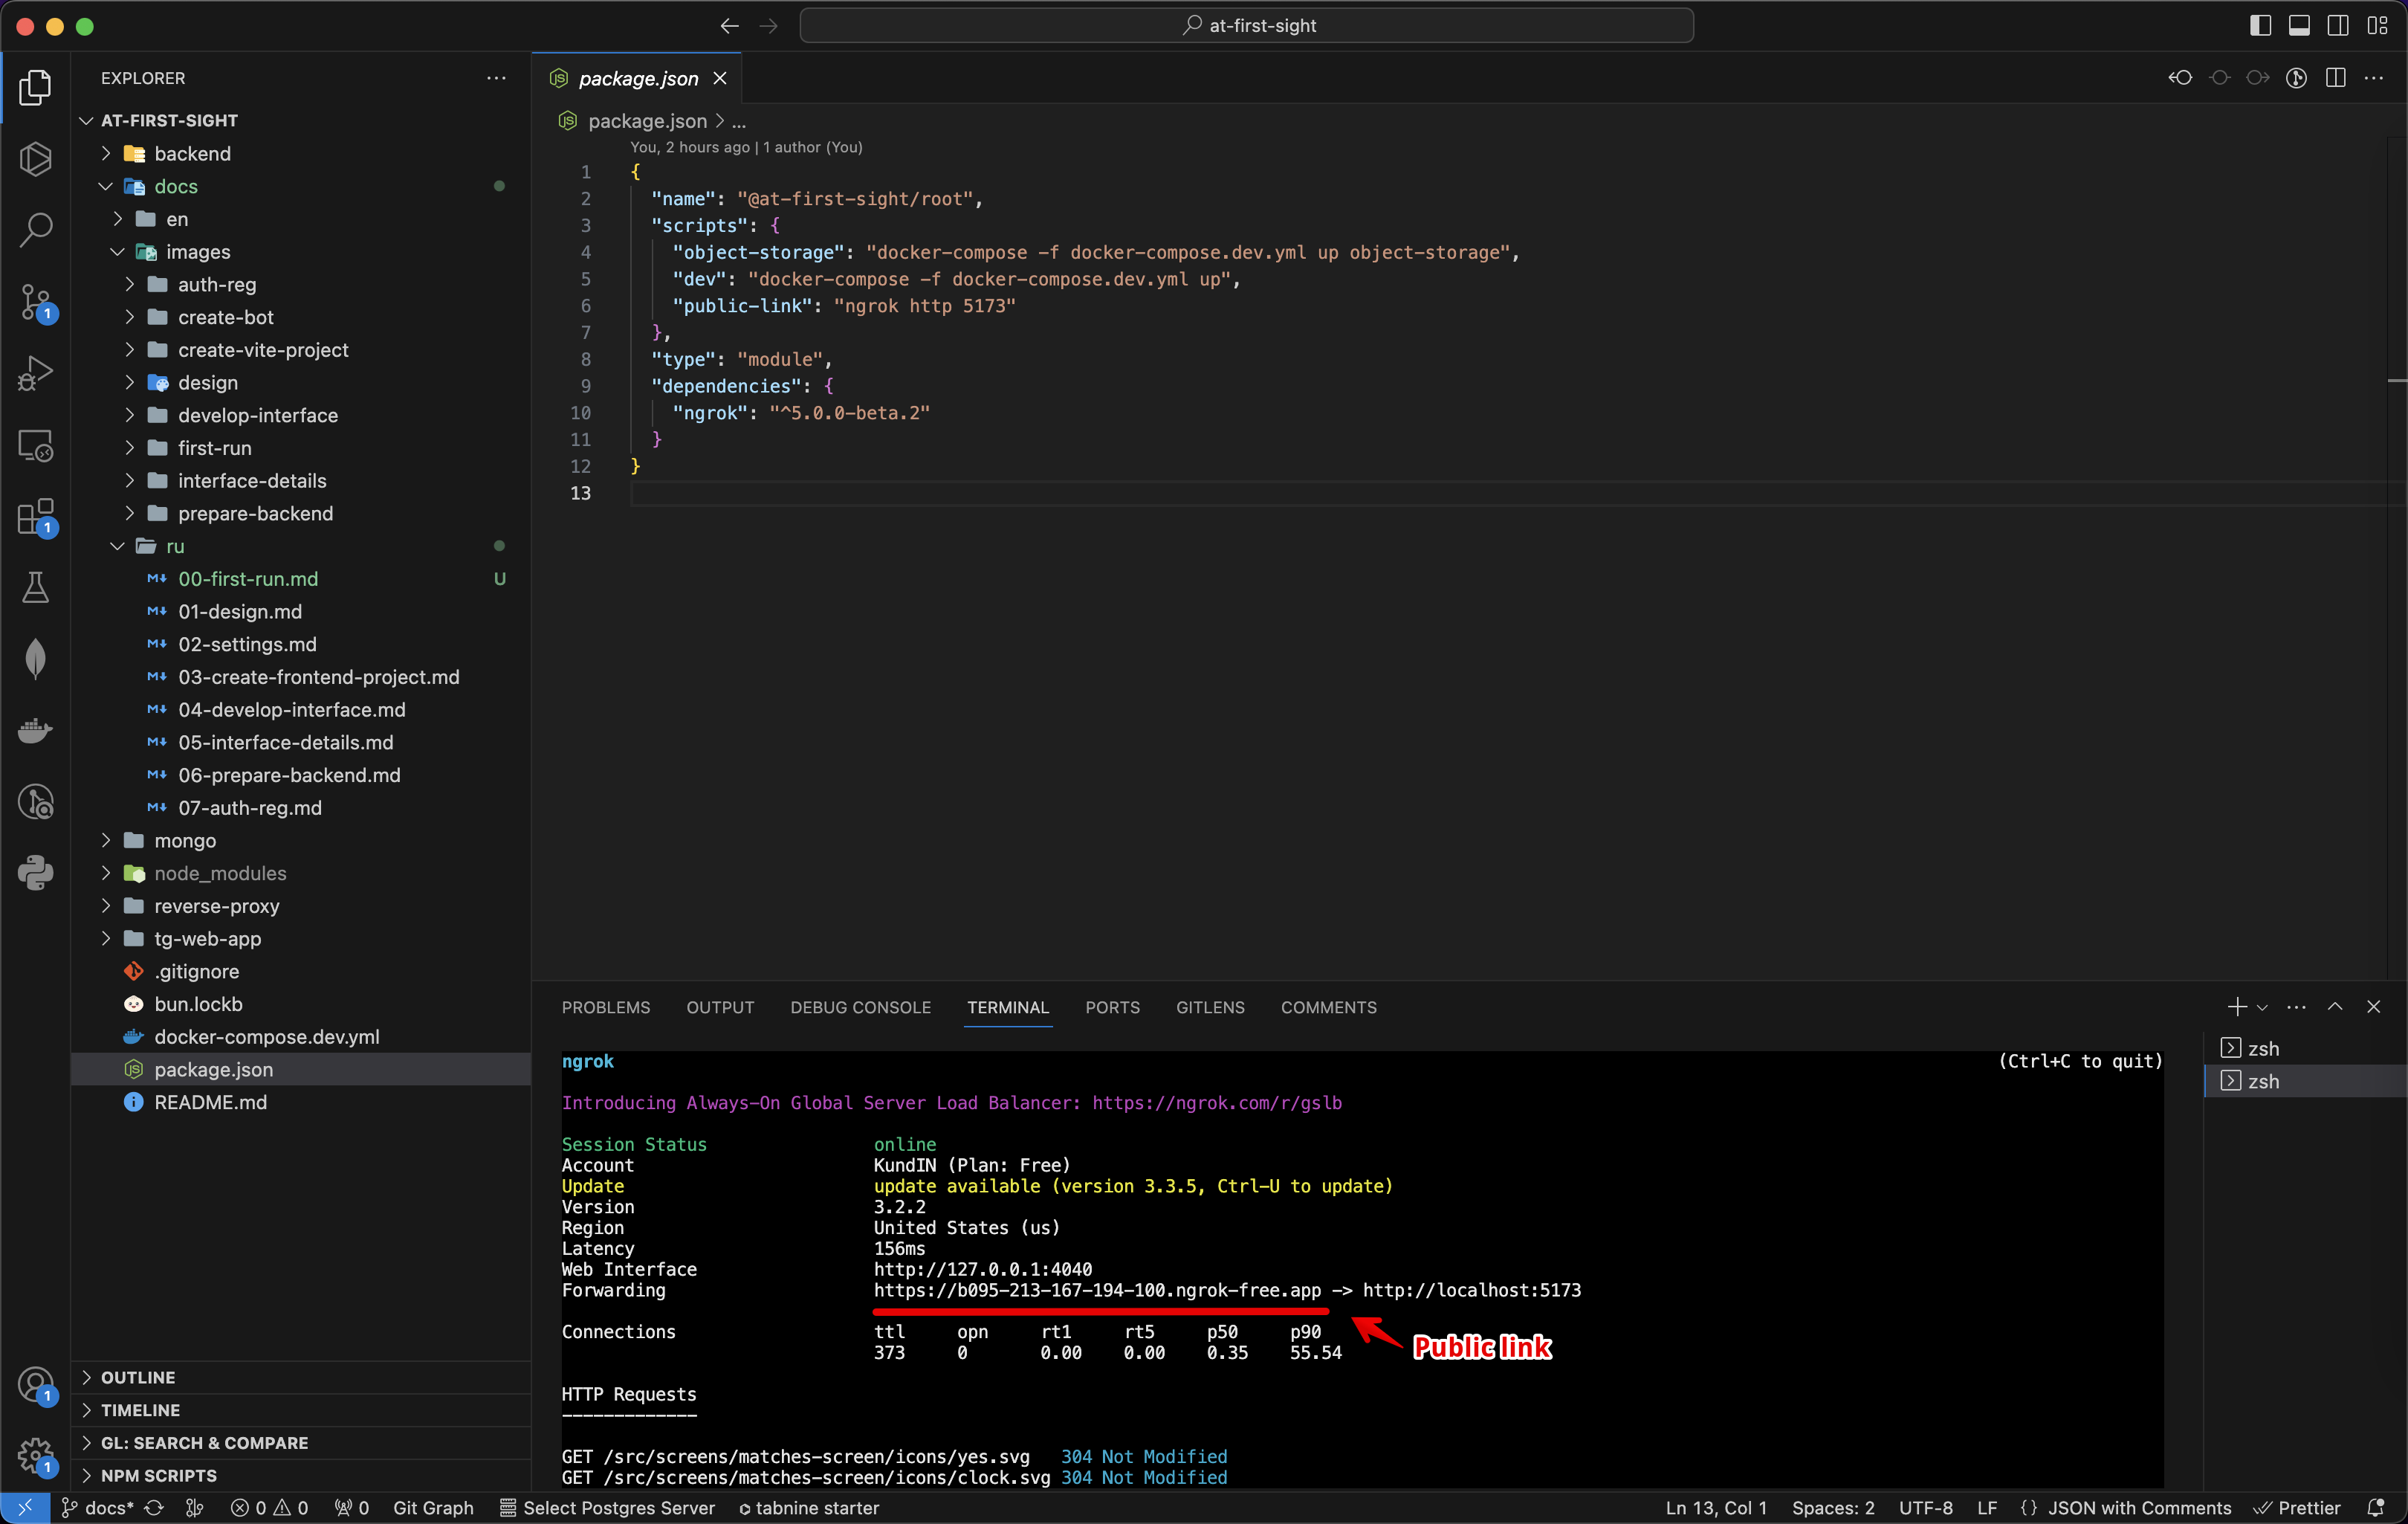 at-first-sight
EXPLORER
AT-FIRST-SIGHT
backend
docs
en
images
auth-reg
create-bot
create-vite-project
design
develop-interface
first-run
interface-details
prepare-backend
ru
00-first-run.md U
01-design.md
02-settings.md
03-create-frontend-project.md
04-develop-interface.md
05-interface-details.md
06-prepare-backend.md
07-auth-reg.md
mongo
node_modules
reverse-proxy
tg-web-app
.gitignore
bun.lockb
docker-compose.dev.yml
package.json
README.md
OUTLINE
TIMELINE
GL: SEARCH & COMPARE
NPM SCRIPTS
1
1
1
1
package.json
package.json > ...
You, 2 hours ago | 1 author (You)
1 {
2 "name": "@at-first-sight/root",
3 "scripts": {
4 "object-storage": "docker-compose -f docker-compose.dev.yml up object-storage",
5 "dev": "docker-compose -f docker-compose.dev.yml up",
6 "public-link": "ngrok http 5173"
7 },
8 "type": "module",
9 "dependencies": {
10 "ngrok": "^5.0.0-beta.2"
11 }
12 }
13
PROBLEMS OUTPUT DEBUG CONSOLE TERMINAL PORTS GITLENS COMMENTS
zsh
zsh
ngrok (Ctrl+C to quit)
Introducing Always-On Global Server Load Balancer: https://ngrok.com/r/gslb
Session Status online
Account KundIN (Plan: Free)
Update update available (version 3.3.5, Ctrl-U to update)
Version 3.2.2
Region United States (us)
Latency 156ms
Web Interface http://127.0.0.1:4040
Forwarding https://b095-213-167-194-100.ngrok-free.app -> http://localhost:5173
Connections ttl opn rt1 rt5 p50 p90
373 0 0.00 0.00 0.35 55.54
Public link
HTTP Requests
-------------
GET /src/screens/matches-screen/icons/yes.svg 304 Not Modified
GET /src/screens/matches-screen/icons/clock.svg 304 Not Modified
docs* 0 0 0 Git Graph Select Postgres Server tabnine starter Ln 13, Col 1 Spaces: 2 UTF-8 LF {} JSON with Comments Prettier